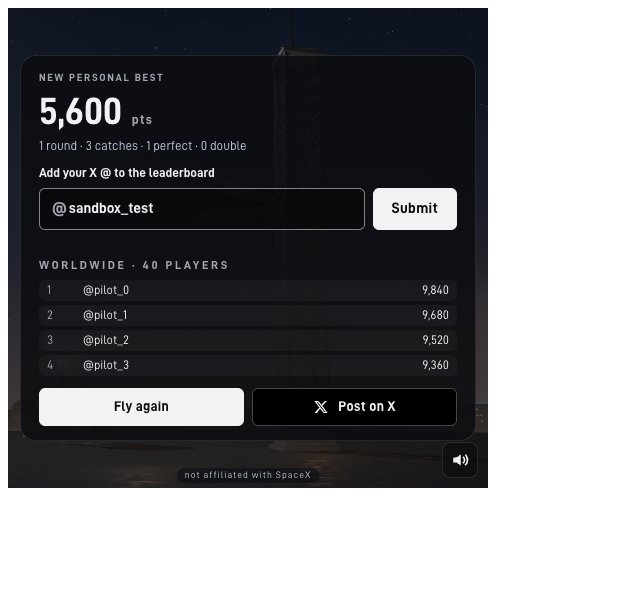 NEW PERSONAL BEST
5,600 pts
1 round · 3 catches · 1 perfect · 0 double
Add your X @ to the leaderboard
@sandbox_test
Submit
WORLDWIDE · 40 PLAYERS
1 @pilot_0 9,840
2 @pilot_1 9,680
3 @pilot_2 9,520
4 @pilot_3 9,360
Fly again
Post on X
not affiliated with SpaceX